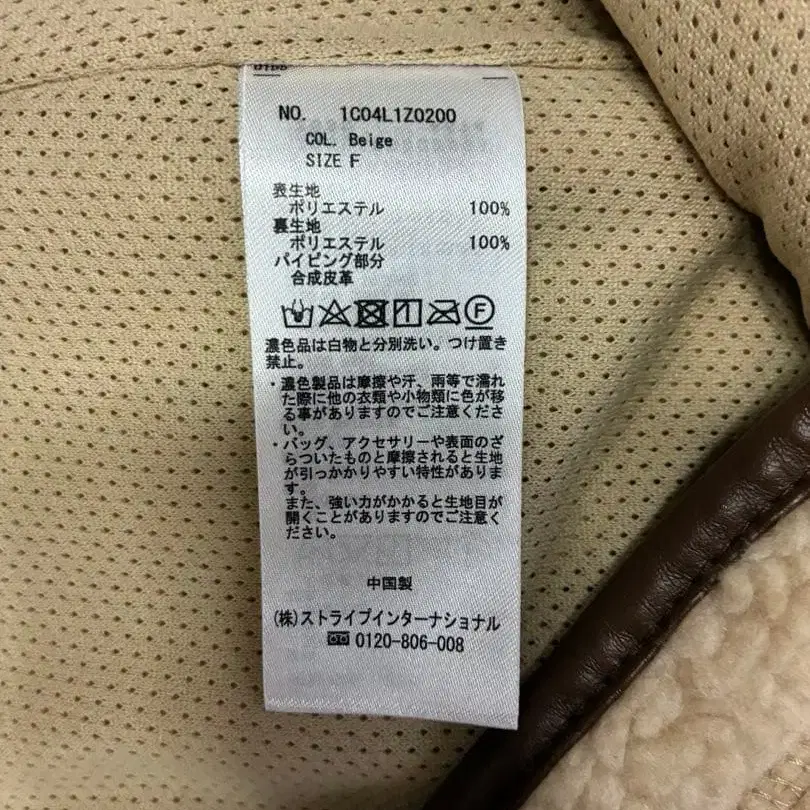 NO. 1C04L1Z0200
COL. Beige
SIZE F
表生地
ポリエステル 100%
裏生地
ポリエステル 100%
パイピング部分
合成皮革
F
濃色品は白物と分別洗い。つけ置き
禁止。
・濃色製品は摩擦や汗、雨等で濡れ
た際に他の衣類や小物類に色が移
る事がありますのでご注意くださ
い。
・バッグ、アクセサリーや表面のざ
らついたものと摩擦されると生地
が引っかかりやすい特性がありま
す。
また、強い力がかかると生地目が
開くことがありますのでご注意く
ださい。
中国製
(株)ストライプインターナショナル
0120-806-008